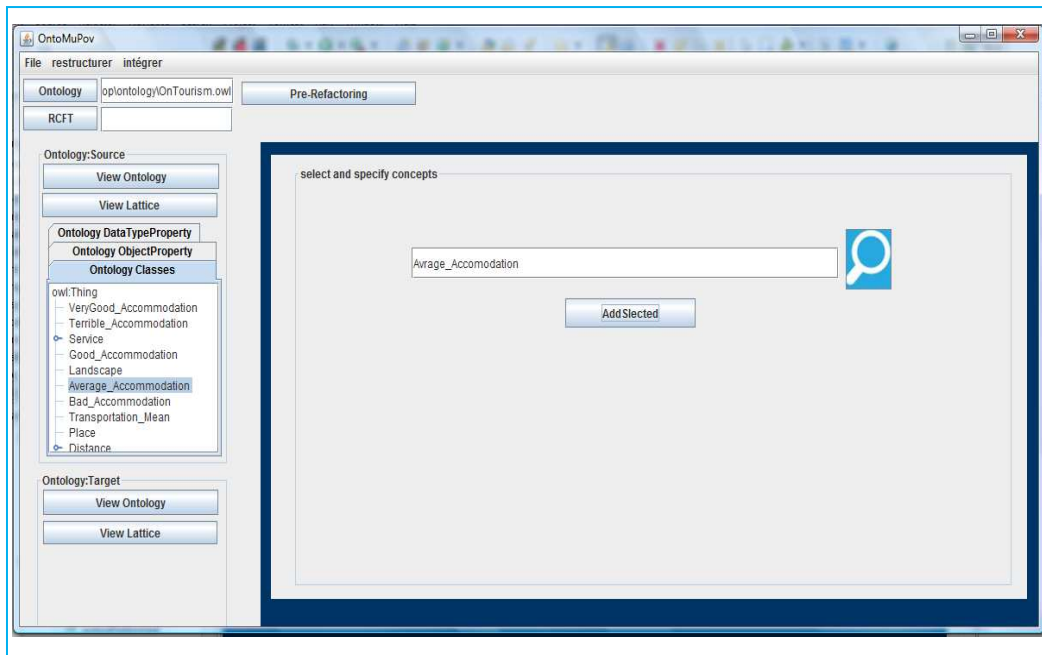 OntoMuPov
File restructurer intégrer
Ontology op\ontology\OnTourism.owl Pre-Refactoring
RCFT
Ontology:Source
View Ontology
View Lattice
Ontology DataTypeProperty
Ontology ObjectProperty
Ontology Classes
owl:Thing
VeryGood_Accommodation
Terrible_Accommodation
Service
Good_Accommodation
Landscape
Average_Accommodation
Bad_Accommodation
Transportation_Mean
Place
Distance
Ontology:Target
View Ontology
View Lattice
select and specify concepts
Avrage_Accomodation
Add Slected